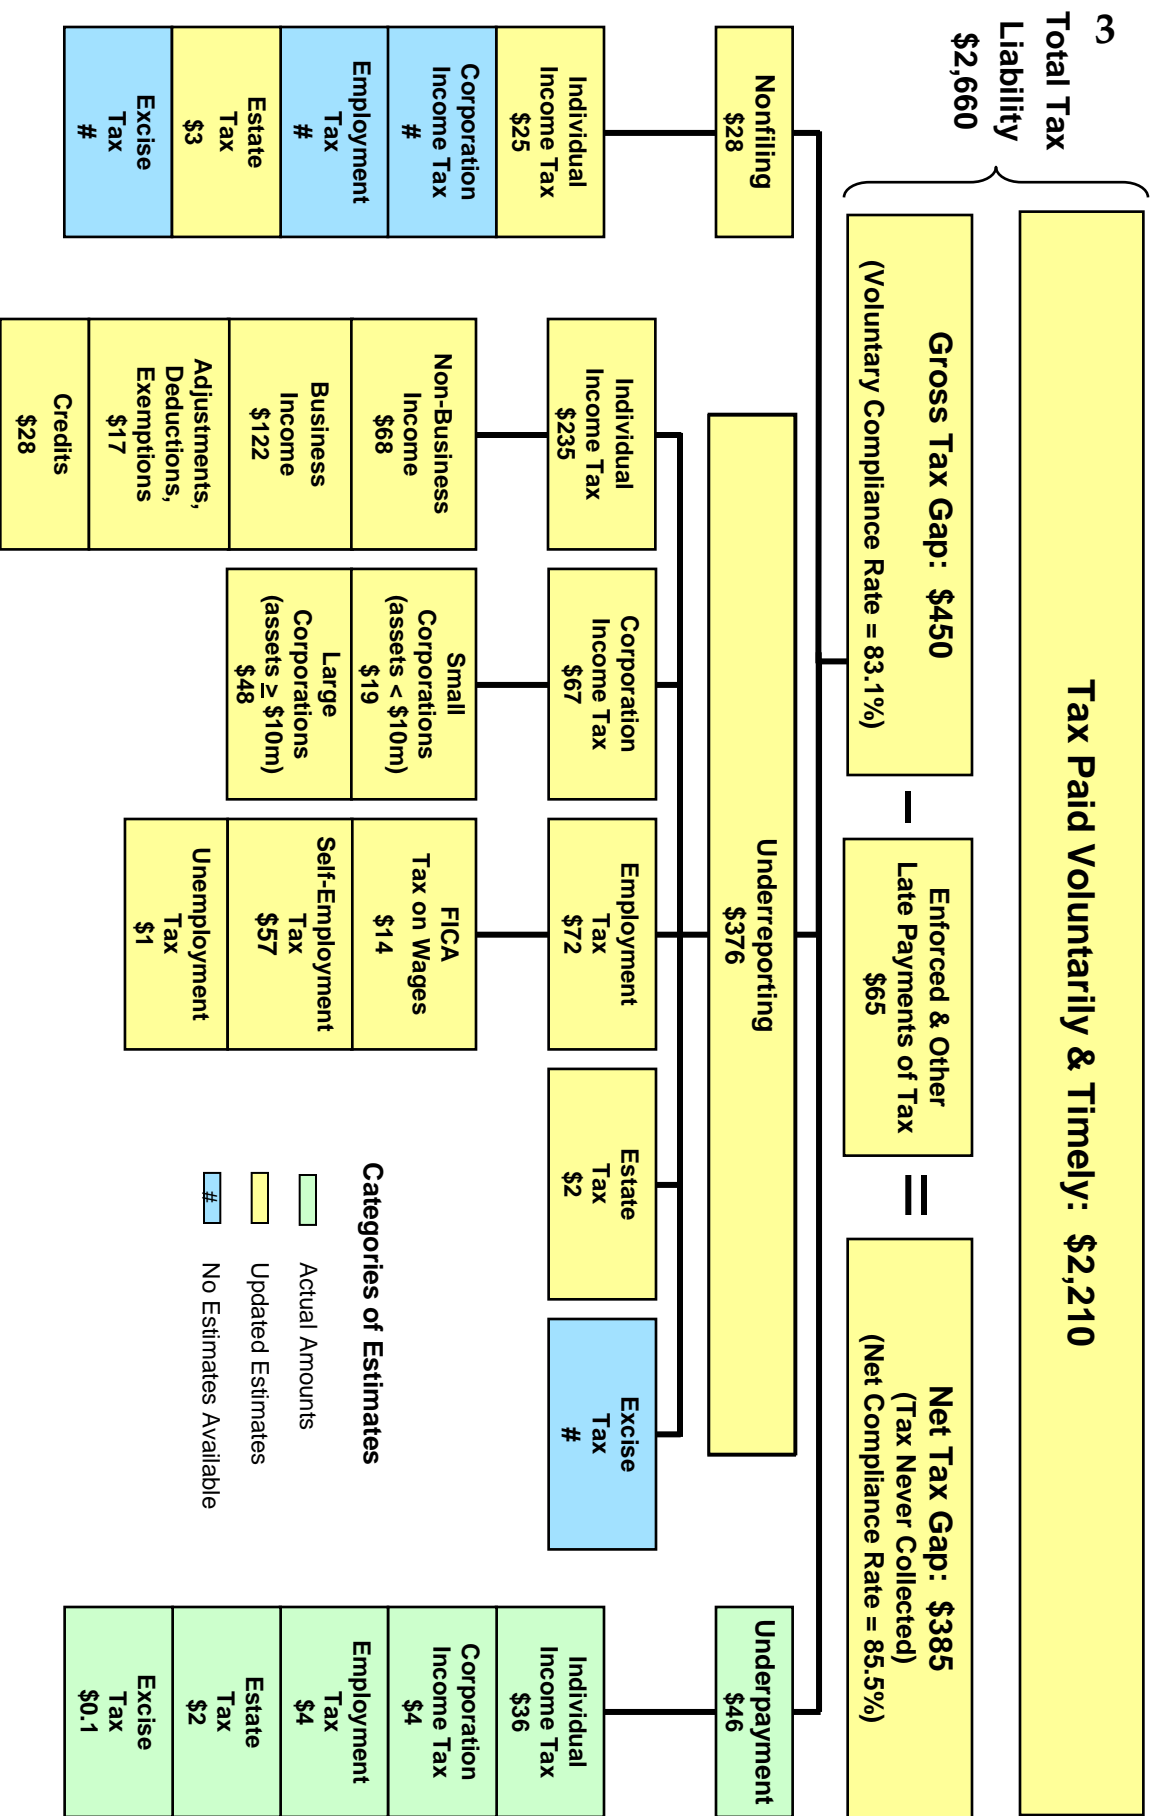 3
Total Tax
Liability
$2,660
Tax Paid Voluntarily & Timely:  $2,210
Gross Tax Gap:  $450
(Voluntary Compliance Rate = 83.1%)
–
Enforced & Other
Late Payments of Tax
$65
=
Net Tax Gap:  $385
(Tax Never Collected)
(Net Compliance Rate = 85.5%)
Nonfiling
$28
Individual
Income Tax
$25
Corporation
Income Tax
#
Employment
Tax
#
Estate
Tax
$3
Excise
Tax
#
Underreporting
$376
Individual
Income Tax
$235
Non-Business
Income
$68
Business
Income
$122
Adjustments,
Deductions,
Exemptions
$17
Credits
$28
Corporation
Income Tax
$67
Small
Corporations
(assets < $10m)
$19
Large
Corporations
(assets ≥ $10m)
$48
Employment
Tax
$72
FICA
Tax on Wages
$14
Self-Employment
Tax
$57
Unemployment
Tax
$1
Estate
Tax
$2
Excise
Tax
#
Underpayment
$46
Individual
Income Tax
$36
Corporation
Income Tax
$4
Employment
Tax
$4
Estate
Tax
$2
Excise
Tax
$0.1
Categories of Estimates
Actual Amounts
Updated Estimates
# No Estimates Available